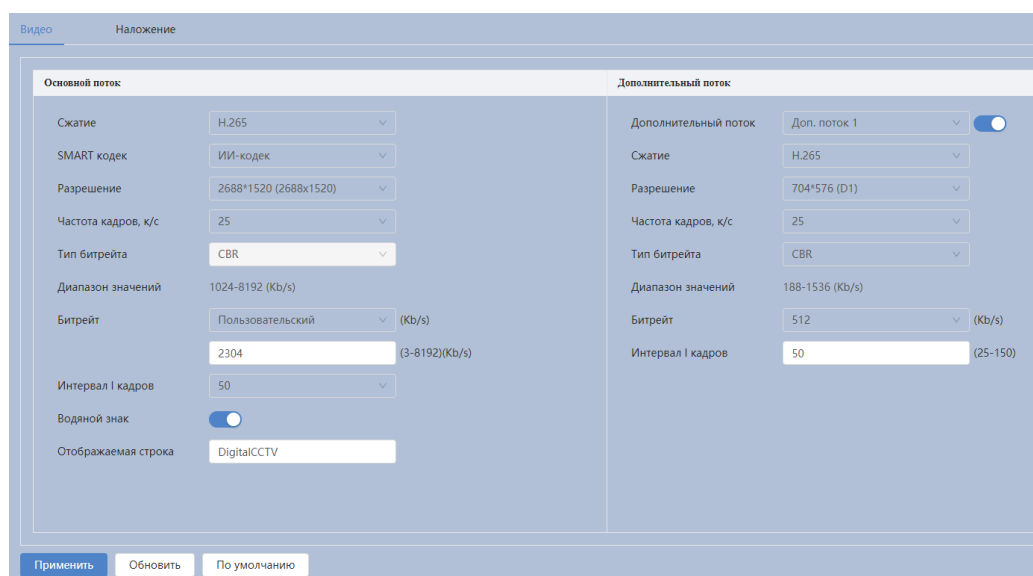 Видео Наложение
Основной поток
Сжатие H.265
SMART кодек ИИ-кодек
Разрешение 2688*1520 (2688x1520)
Частота кадров, к/с 25
Тип битрейта CBR
Диапазон значений 1024-8192 (Kb/s)
Битрейт Пользовательский (Kb/s)
2304 (3-8192)(Kb/s)
Интервал I кадров 50
Водяной знак
Отображаемая строка DigitalCCTV
Дополнительный поток
Дополнительный поток Доп. поток 1
Сжатие H.265
Разрешение 704*576 (D1)
Частота кадров, к/с 25
Тип битрейта CBR
Диапазон значений 188-1536 (Kb/s)
Битрейт 512 (Kb/s)
Интервал I кадров 50 (25-150)
Применить Обновить По умолчанию